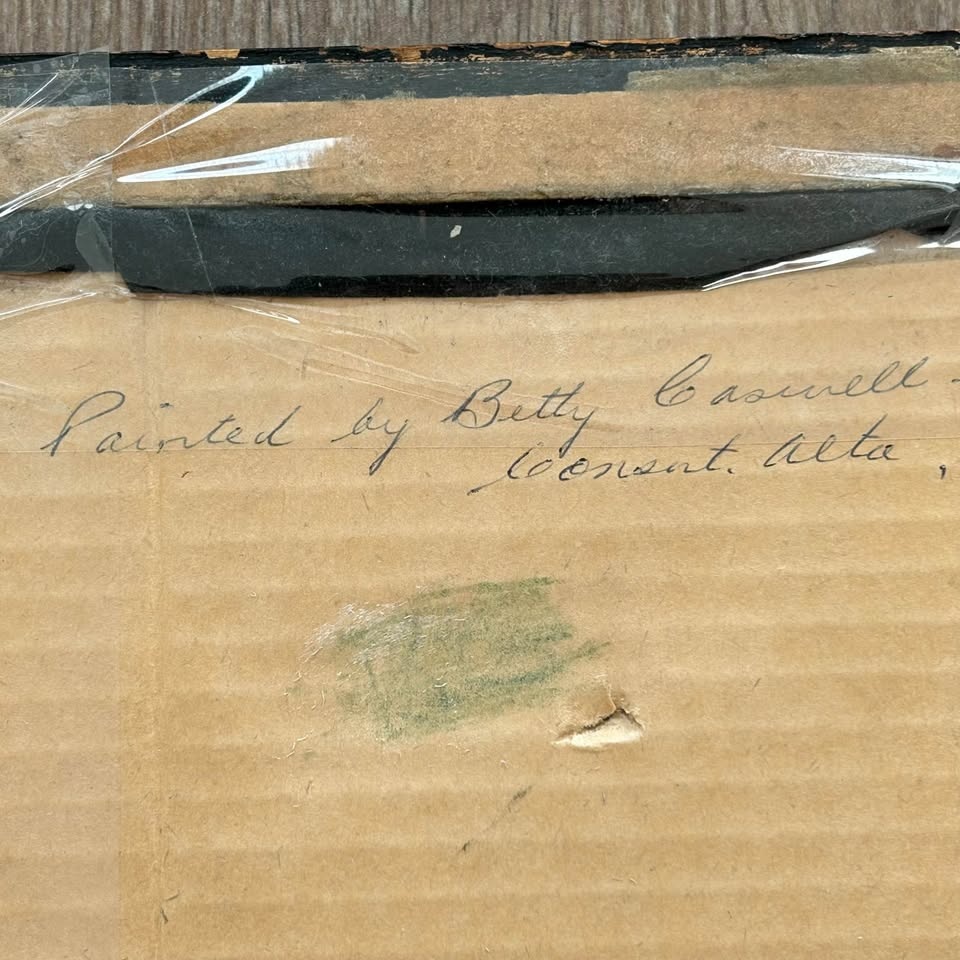 Painted by Betty Caswell -
Consort. Alta,